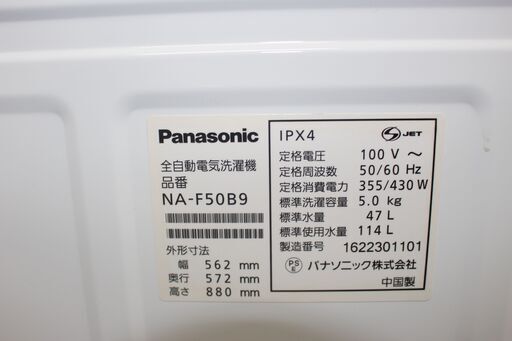 Panasonic
全自動電気洗濯機
品番
NA-F50B9
外形寸法
幅 562 mm
奥行 572 mm
高さ 880 mm
IPX4
S JET
定格電圧 100 V ～
定格周波数 50/60 Hz
定格消費電力 355/430 W
標準洗濯容量 5.0 kg
標準水量 47 L
標準使用水量 114 L
製造番号 1622301101
PS E パナソニック株式会社
中国製